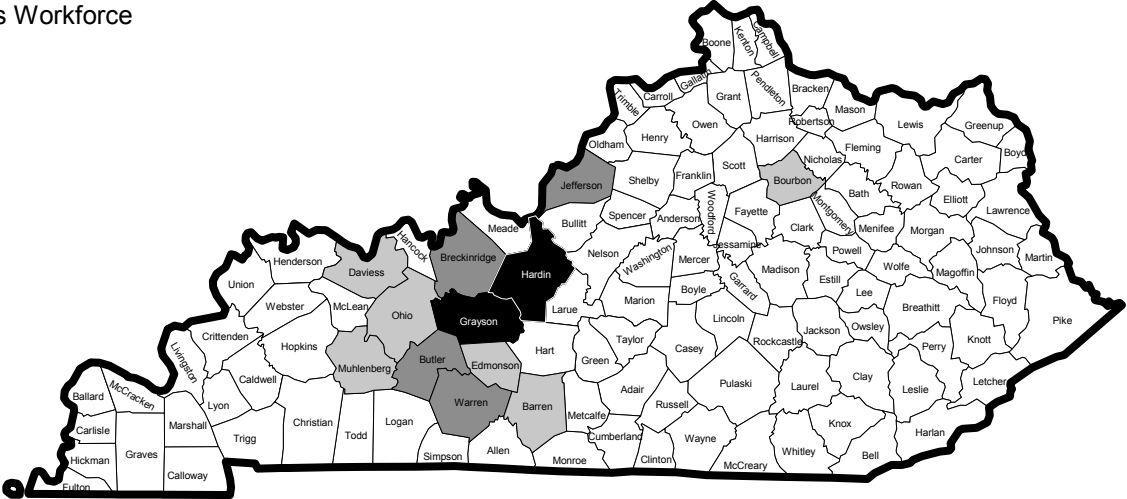 s Workforce
Boone
Kenton
Campbell
Gallatin
Carroll
Trimble
Grant
Pendleton
Bracken
Mason
Robertson
Lewis
Greenup
Owen
Henry
Oldham
Harrison
Fleming
Boyd
Carter
Nicholas
Scott
Franklin
Shelby
Jefferson
Bourbon
Bath
Rowan
Elliott
Lawrence
Spencer
Anderson
Woodford
Fayette
Montgomery
Bullitt
Meade
Clark
Menifee
Morgan
Hancock
Breckinridge
Jessamine
Powell
Johnson
Martin
Nelson
Washington
Mercer
Henderson
Daviess
Hardin
Madison
Wolfe
Magoffin
Union
Garrard
Estill
Boyle
Lee
Floyd
Webster
McLean
Ohio
Larue
Marion
Breathitt
Grayson
Lincoln
Pike
Crittenden
Jackson
Owsley
Taylor
Rockcastle
Knott
Hopkins
Hart
Casey
Perry
Livingston
Butler
Green
Muhlenberg
Edmonson
Clay
Caldwell
Adair
Pulaski
Laurel
Leslie
Letcher
McCracken
Ballard
Warren
Barren
Russell
Lyon
Metcalfe
Marshall
Christian
Logan
Knox
Carlisle
Todd
Cumberland
Wayne
Harlan
Trigg
Allen
Whitley
Graves
Simpson
Bell
Hickman
Monroe
Clinton
McCreary
Calloway
Fulton